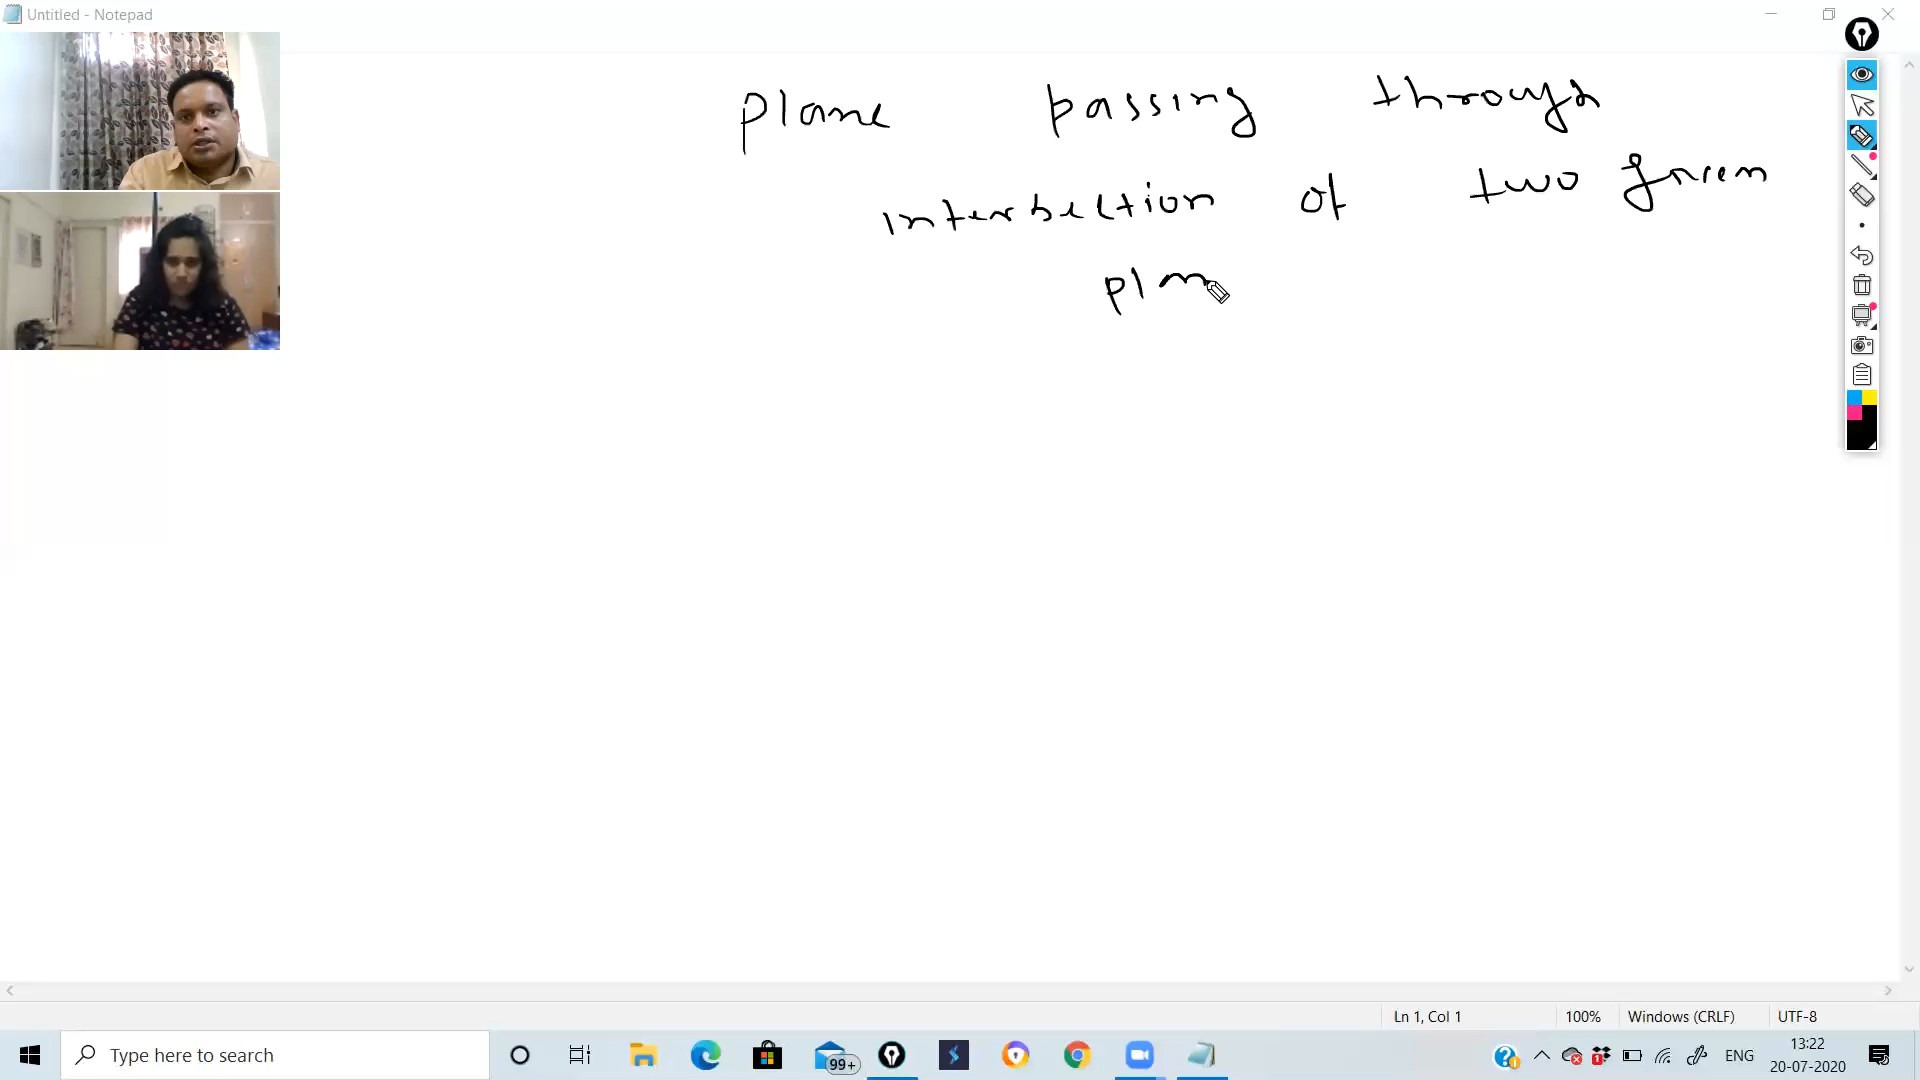 Untitled - Notepad
plane passing through
intersection of two given
plan
Ln 1, Col 1
100%
Windows (CRLF)
UTF-8
Type here to search
99+
ENG
13:22
20-07-2020